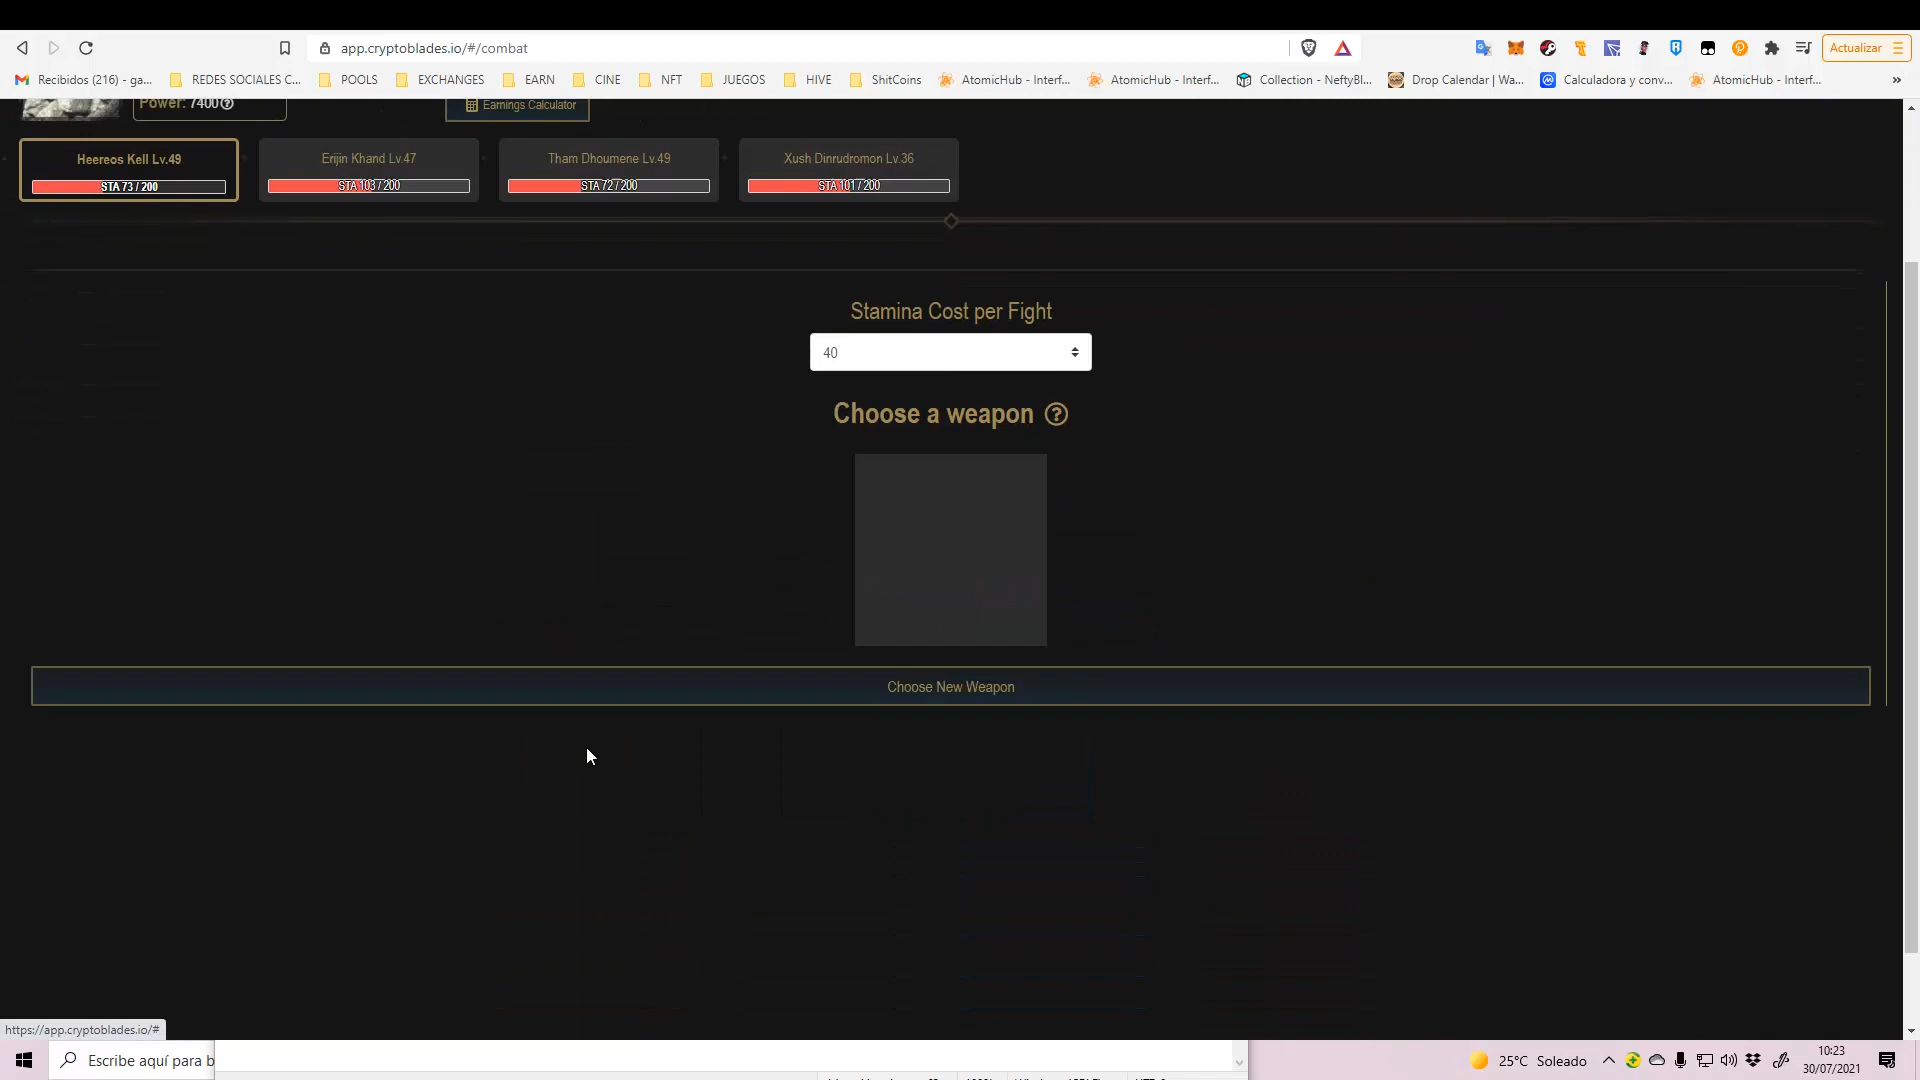 app.cryptoblades.io/#/combat
Actualizar
Recibidos (216) - ga...
REDES SOCIALES C...
POOLS
EXCHANGES
EARN
CINE
NFT
JUEGOS
HIVE
ShitCoins
AtomicHub - Interf...
AtomicHub - Interf...
Collection - NeftyBl...
Drop Calendar | Wa...
Calculadora y conv...
AtomicHub - Interf...
Power: 7400
Earnings Calculator
Heereos Kell Lv.49
Erijin Khand Lv.47
Tham Dhoumene Lv.49
Xush Dinrudromon Lv.36
STA 73 / 200
STA 103 / 200
STA 72 / 200
STA 101 / 200
Stamina Cost per Fight
40
Choose a weapon
Choose New Weapon
https://app.cryptoblades.io/#
Escribe aquí para b
25°C Soleado
10:23
30/07/2021